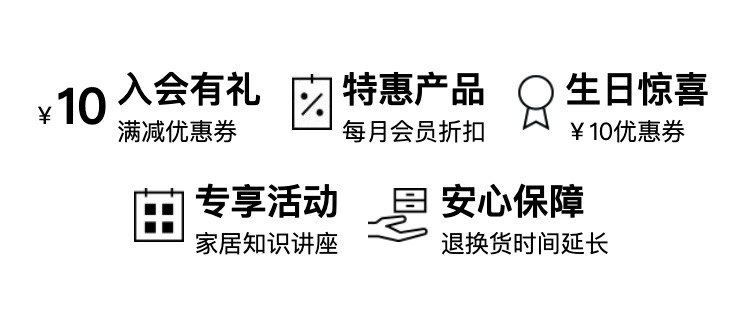 ¥10 入会有礼
满减优惠券
特惠产品
每月会员折扣
生日惊喜
¥10优惠券
专享活动
家居知识讲座
安心保障
退换货时间延长